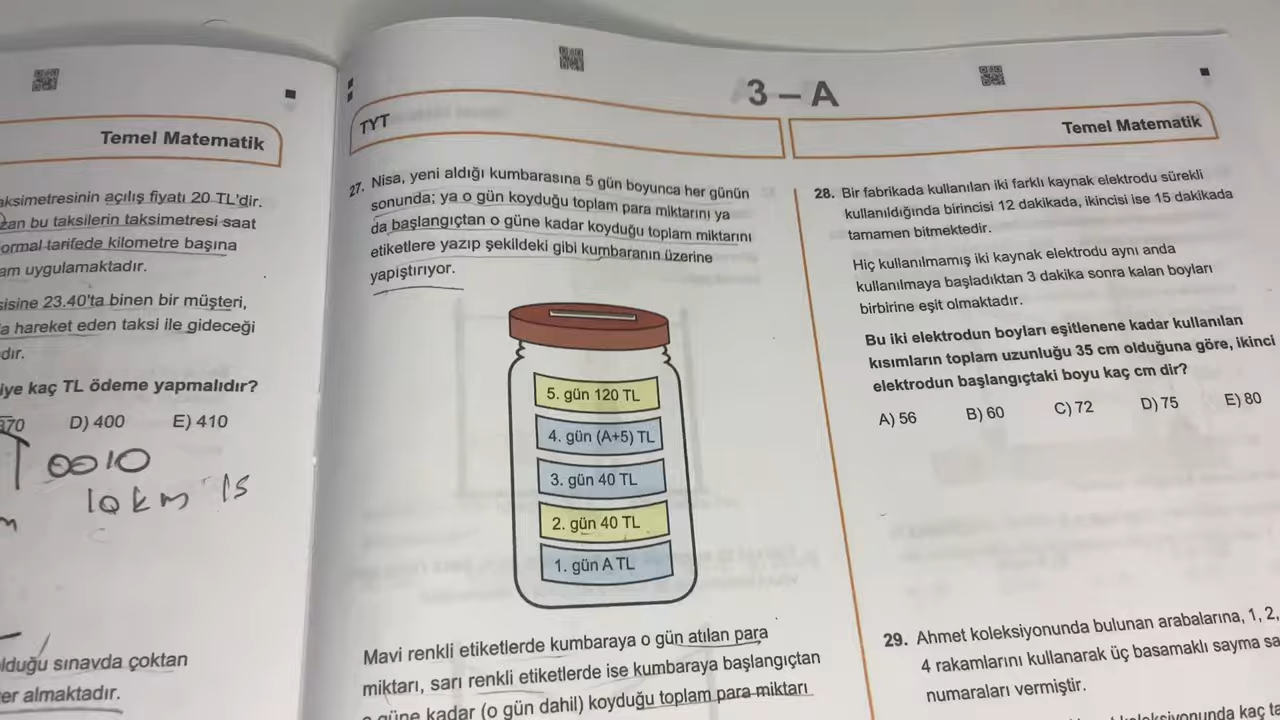 Temel Matematik
aksimetresinin açılış fiyatı 20 TL'dir.
zan bu taksilerin taksimetresi saat
ormal tarifede kilometre başına
am uygulamaktadır.
sisine 23.40'ta binen bir müşteri,
a hareket eden taksi ile gideceği
dır.
iye kaç TL ödeme yapmalıdır?
370 D) 400 E) 410
0010
10 km 15
lduğu sınavda çoktan
er almaktadır.
3 – A
TYT
Temel Matematik
27. Nisa, yeni aldığı kumbarasına 5 gün boyunca her günün
sonunda; ya o gün koyduğu toplam para miktarını ya
da başlangıçtan o güne kadar koyduğu toplam miktarını
etiketlere yazıp şekildeki gibi kumbaranın üzerine
yapıştırıyor.
5. gün 120 TL
4. gün (A+5) TL
3. gün 40 TL
2. gün 40 TL
1. gün A TL
Mavi renkli etiketlerde kumbaraya o gün atılan para
miktarı, sarı renkli etiketlerde ise kumbaraya başlangıçtan
o güne kadar (o gün dahil) koyduğu toplam para miktarı
28. Bir fabrikada kullanılan iki farklı kaynak elektrodu sürekli
kullanıldığında birincisi 12 dakikada, ikincisi ise 15 dakikada
tamamen bitmektedir.
Hiç kullanılmamış iki kaynak elektrodu aynı anda
kullanılmaya başladıktan 3 dakika sonra kalan boyları
birbirine eşit olmaktadır.
Bu iki elektrodun boyları eşitlenene kadar kullanılan
kısımların toplam uzunluğu 35 cm olduğuna göre, ikinci
elektrodun başlangıçtaki boyu kaç cm dir?
A) 56 B) 60 C) 72 D) 75 E) 80
29. Ahmet koleksiyonunda bulunan arabalarına, 1, 2,
4 rakamlarını kullanarak üç basamaklı sayma sa
numaraları vermiştir.
koleksiyonunda kaç ta